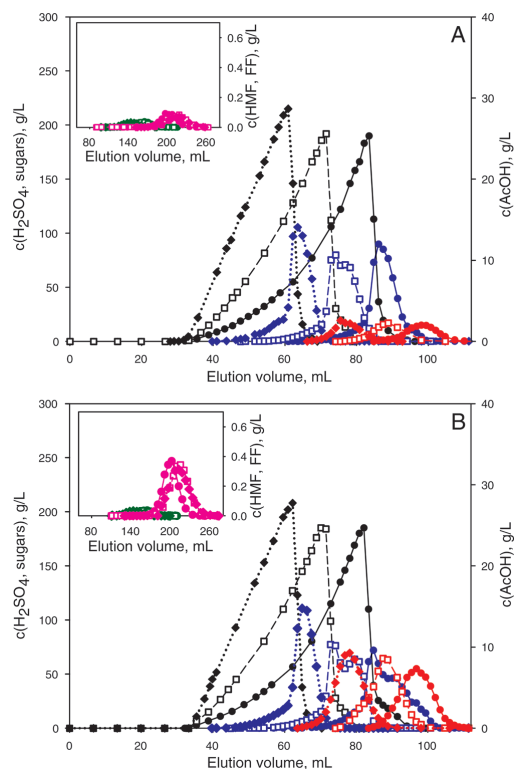 A
300
250
200
150
100
50
0
c(H2SO4, sugars), g/L
40
30
20
10
0
c(AcOH), g/L
0 20 40 60 80 100
Elution volume, mL
0.6
0.4
0.2
0.0
c(HMF, FF), g/L
80 140 200 260
Elution volume, mL
B
300
250
200
150
100
50
0
c(H2SO4, sugars), g/L
40
30
20
10
0
c(AcOH), g/L
0 20 40 60 80 100
Elution volume, mL
0.6
0.4
0.2
0.0
c(HMF, FF), g/L
80 140 200 260
Elution volume, mL